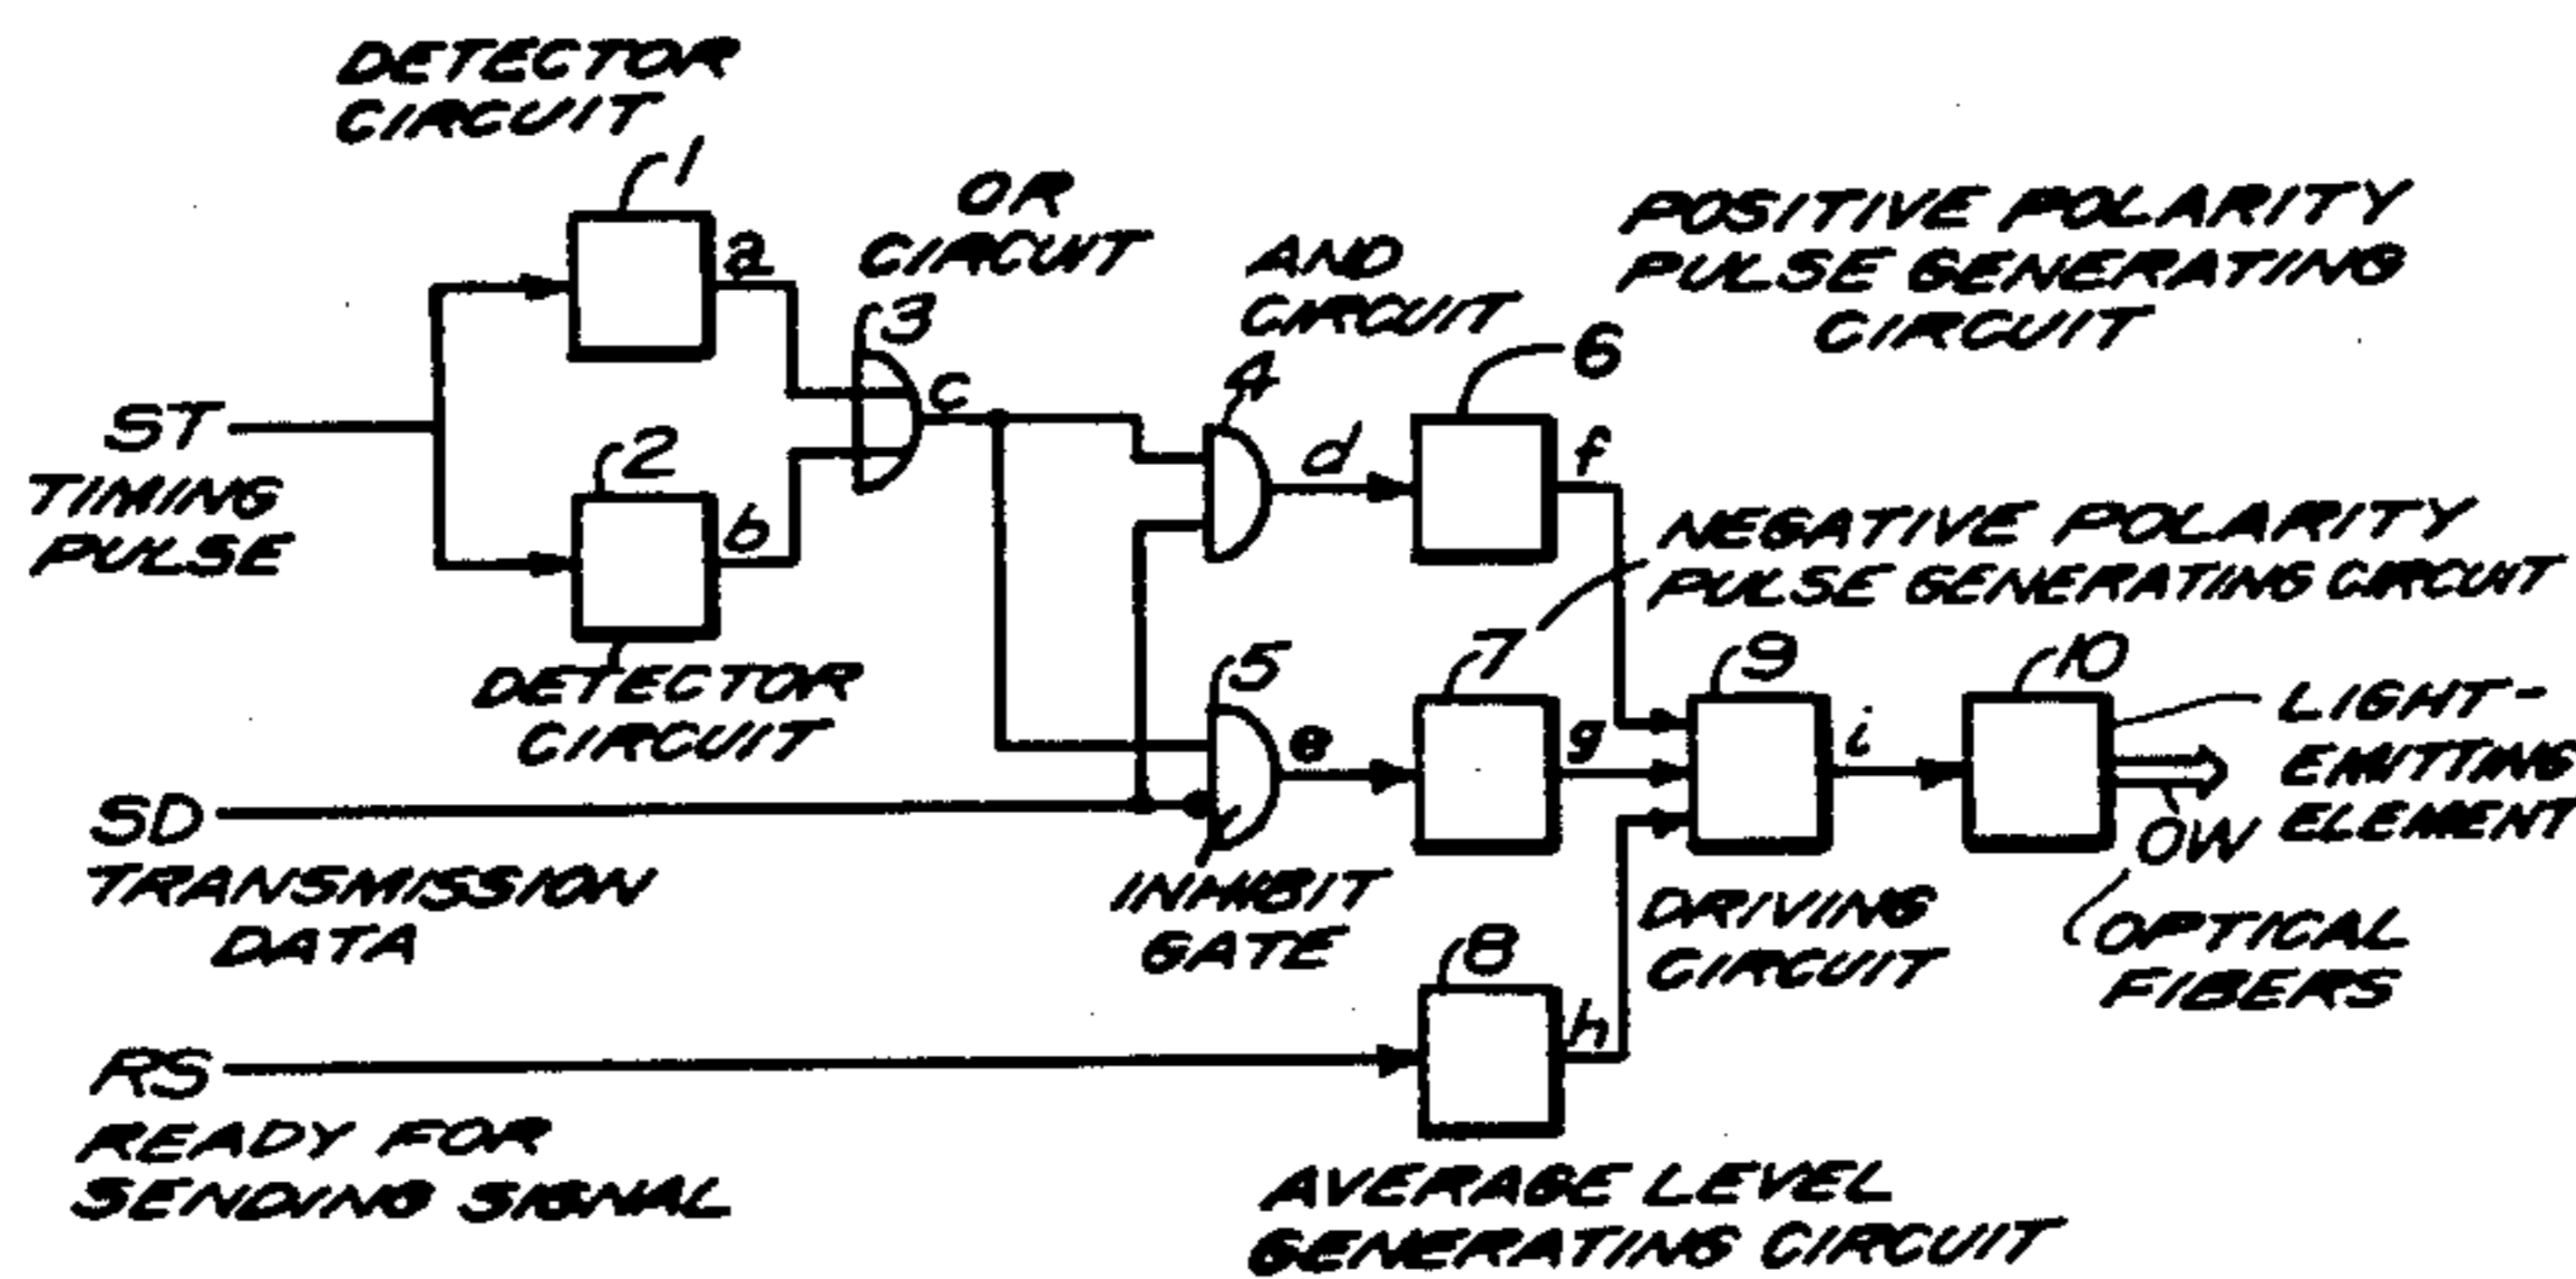 DETECTOR
CIRCUIT
1
a
OR
CIRCUIT
3
c
AND
CIRCUIT
4
d
6
f
POSITIVE POLARITY
PULSE GENERATING
CIRCUIT
ST
TIMING
PULSE
2
b
DETECTOR
CIRCUIT
NEGATIVE POLARITY
PULSE GENERATING CIRCUIT
5
e
7
g
9
i
10
LIGHT-
EMITTING
ELEMENT
OW
OPTICAL
FIBERS
SD
TRANSMISSION
DATA
INHIBIT
GATE
DRIVING
CIRCUIT
8
h
RS
READY FOR
SENDING SIGNAL
AVERAGE LEVEL
GENERATING CIRCUIT